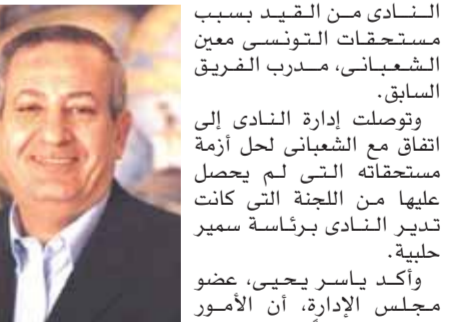 النادى من القيد بسبب
مستحقات التونسى معين
الشعبانى، مدرب الفريق
السابق.
وتوصلت إدارة النادى إلى
اتفاق مع الشعبانى لحل أزمة
مستحقاته التى لم يحصل
عليها من اللجنة التى كانت
تدير النادى برئاسة سمير
حلبية.
وأكد ياسر يحيى، عضو
مجلس الإدارة، أن الأمور